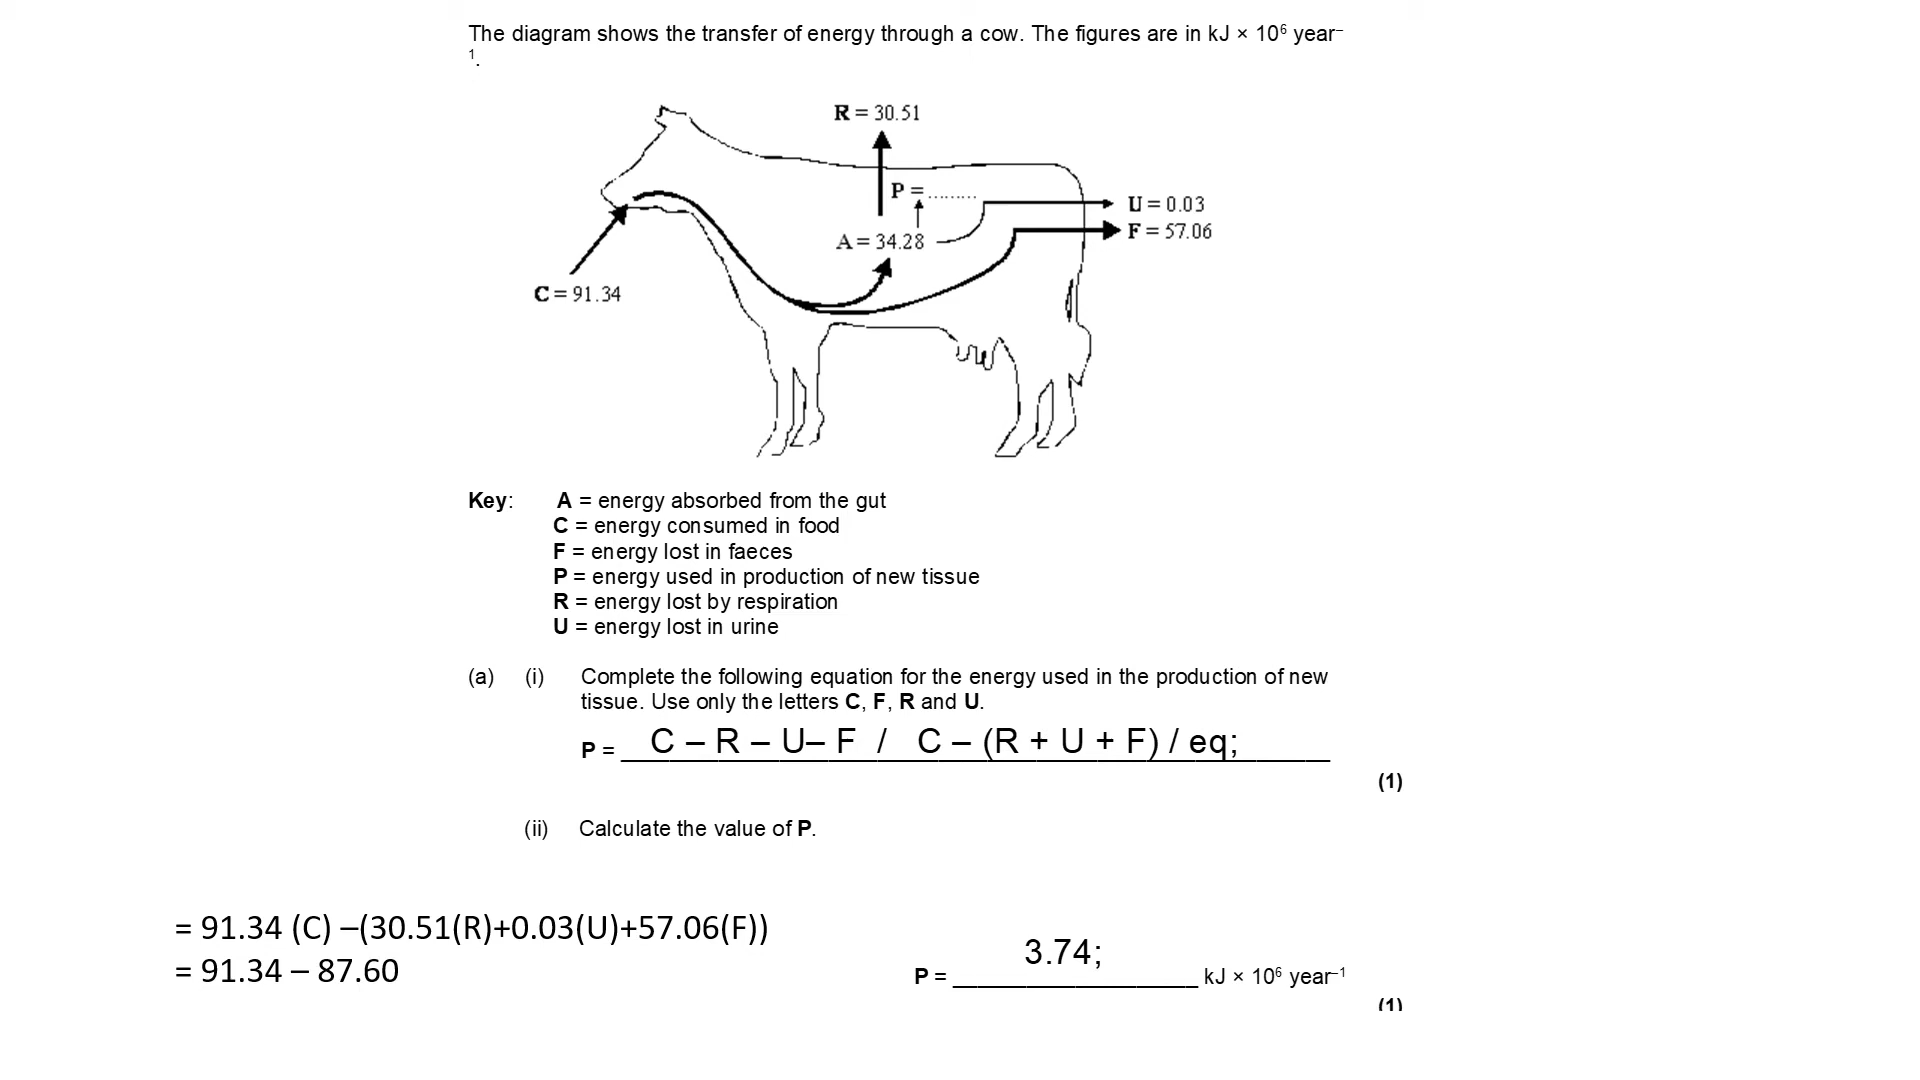 The diagram shows the transfer of energy through a cow. The figures are in kJ × 10⁶ year⁻
¹.
R = 30.51
P = .........
U = 0.03
A = 34.28
F = 57.06
C = 91.34
Key: A = energy absorbed from the gut
C = energy consumed in food
F = energy lost in faeces
P = energy used in production of new tissue
R = energy lost by respiration
U = energy lost in urine
(a) (i) Complete the following equation for the energy used in the production of new
tissue. Use only the letters C, F, R and U.
P = C – R – U– F / C – (R + U + F) / eq;
(1)
(ii) Calculate the value of P.
= 91.34 (C) –(30.51(R)+0.03(U)+57.06(F))
= 91.34 – 87.60
P = 3.74; kJ × 10⁶ year⁻¹
(1)